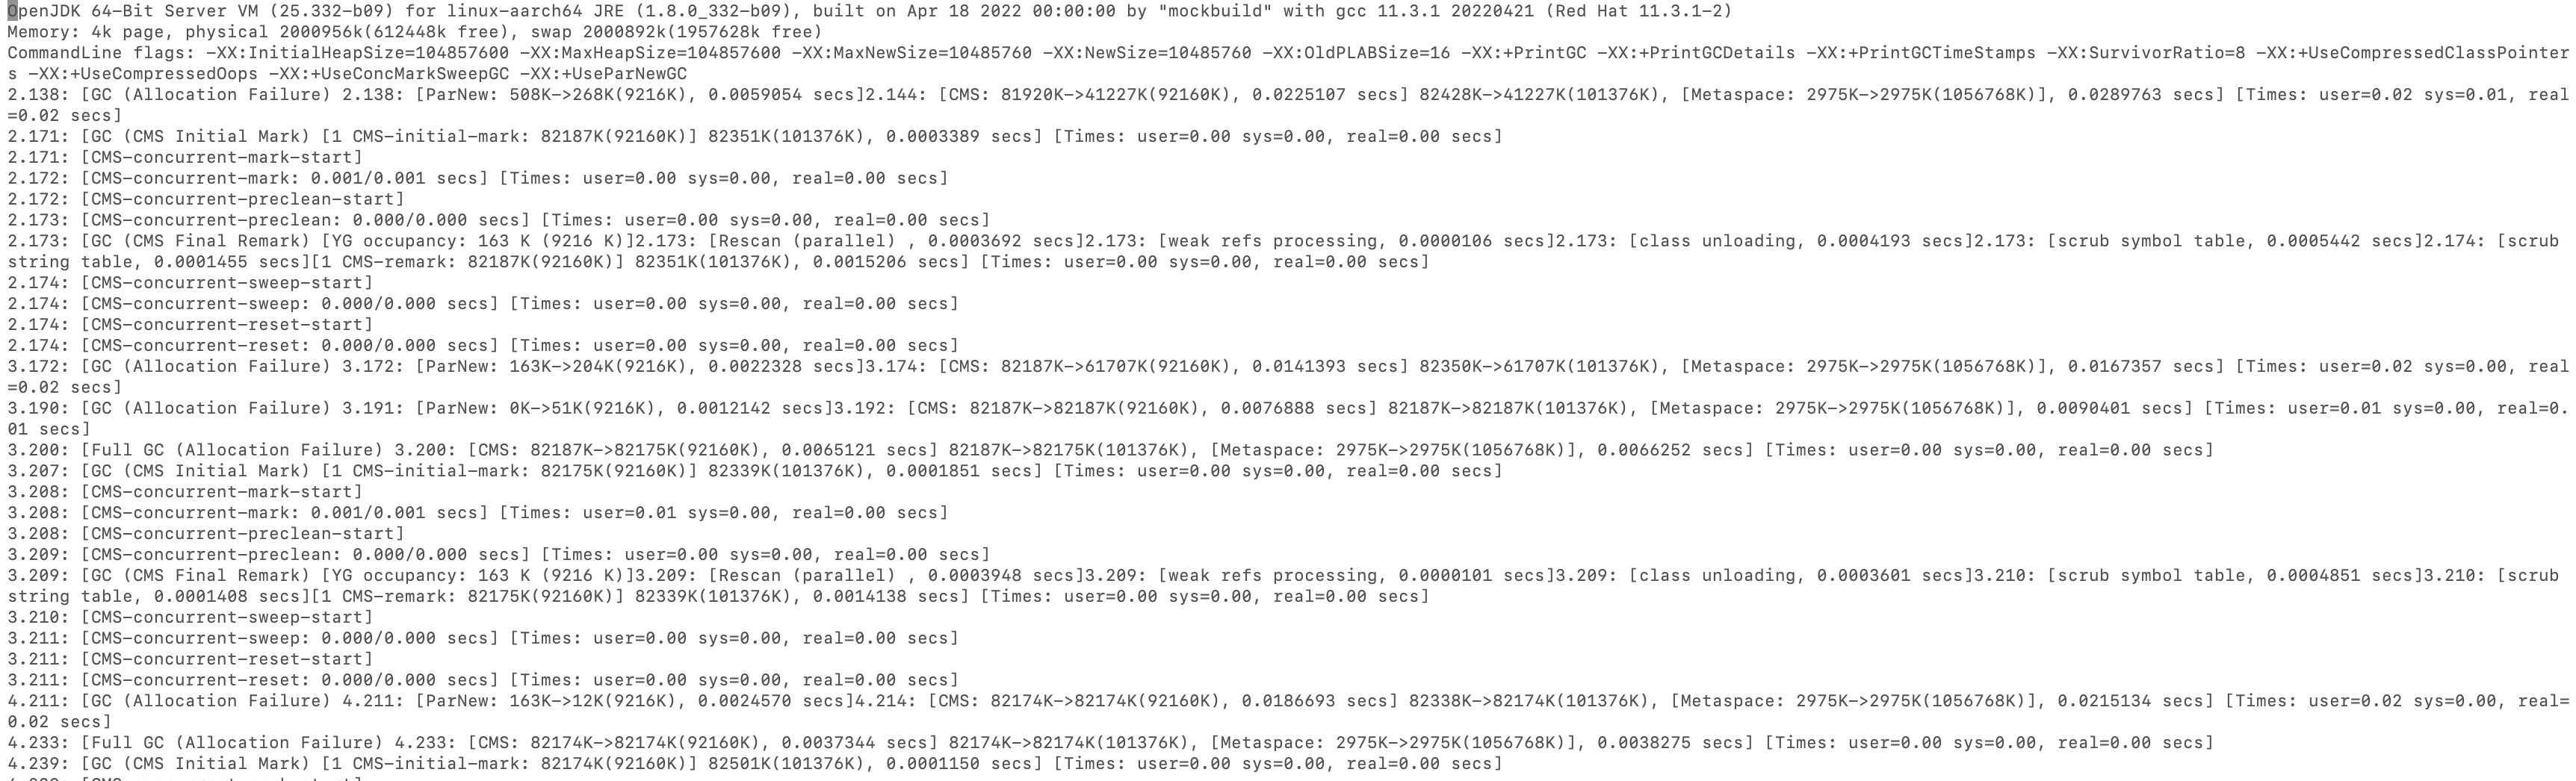 OpenJDK 64-Bit Server VM (25.332-b09) for linux-aarch64 JRE (1.8.0_332-b09), built on Apr 18 2022 00:00:00 by "mockbuild" with gcc 11.3.1 20220421 (Red Hat 11.3.1-2)
Memory: 4k page, physical 2000956k(612448k free), swap 2000892k(1957628k free)
CommandLine flags: -XX:InitialHeapSize=104857600 -XX:MaxHeapSize=104857600 -XX:MaxNewSize=10485760 -XX:NewSize=10485760 -XX:OldPLABSize=16 -XX:+PrintGC -XX:+PrintGCDetails -XX:+PrintGCTimeStamps -XX:SurvivorRatio=8 -XX:+UseCompressedClassPointer
s -XX:+UseCompressedOops -XX:+UseConcMarkSweepGC -XX:+UseParNewGC
2.138: [GC (Allocation Failure) 2.138: [ParNew: 508K->268K(9216K), 0.0059054 secs]2.144: [CMS: 81920K->41227K(92160K), 0.0225107 secs] 82428K->41227K(101376K), [Metaspace: 2975K->2975K(1056768K)], 0.0289763 secs] [Times: user=0.02 sys=0.01, real
=0.02 secs]
2.171: [GC (CMS Initial Mark) [1 CMS-initial-mark: 82187K(92160K)] 82351K(101376K), 0.0003389 secs] [Times: user=0.00 sys=0.00, real=0.00 secs]
2.171: [CMS-concurrent-mark-start]
2.172: [CMS-concurrent-mark: 0.001/0.001 secs] [Times: user=0.00 sys=0.00, real=0.00 secs]
2.172: [CMS-concurrent-preclean-start]
2.173: [CMS-concurrent-preclean: 0.000/0.000 secs] [Times: user=0.00 sys=0.00, real=0.00 secs]
2.173: [GC (CMS Final Remark) [YG occupancy: 163 K (9216 K)]2.173: [Rescan (parallel) , 0.0003692 secs]2.173: [weak refs processing, 0.0000106 secs]2.173: [class unloading, 0.0004193 secs]2.173: [scrub symbol table, 0.0005442 secs]2.174: [scrub
string table, 0.0001455 secs][1 CMS-remark: 82187K(92160K)] 82351K(101376K), 0.0015206 secs] [Times: user=0.00 sys=0.00, real=0.00 secs]
2.174: [CMS-concurrent-sweep-start]
2.174: [CMS-concurrent-sweep: 0.000/0.000 secs] [Times: user=0.00 sys=0.00, real=0.00 secs]
2.174: [CMS-concurrent-reset-start]
2.174: [CMS-concurrent-reset: 0.000/0.000 secs] [Times: user=0.00 sys=0.00, real=0.00 secs]
3.172: [GC (Allocation Failure) 3.172: [ParNew: 163K->204K(9216K), 0.0022328 secs]3.174: [CMS: 82187K->61707K(92160K), 0.0141393 secs] 82350K->61707K(101376K), [Metaspace: 2975K->2975K(1056768K)], 0.0167357 secs] [Times: user=0.02 sys=0.00, real
=0.02 secs]
3.190: [GC (Allocation Failure) 3.191: [ParNew: 0K->51K(9216K), 0.0012142 secs]3.192: [CMS: 82187K->82187K(92160K), 0.0076888 secs] 82187K->82187K(101376K), [Metaspace: 2975K->2975K(1056768K)], 0.0090401 secs] [Times: user=0.01 sys=0.00, real=0.
01 secs]
3.200: [Full GC (Allocation Failure) 3.200: [CMS: 82187K->82175K(92160K), 0.0065121 secs] 82187K->82175K(101376K), [Metaspace: 2975K->2975K(1056768K)], 0.0066252 secs] [Times: user=0.00 sys=0.00, real=0.00 secs]
3.207: [GC (CMS Initial Mark) [1 CMS-initial-mark: 82175K(92160K)] 82339K(101376K), 0.0001851 secs] [Times: user=0.00 sys=0.00, real=0.00 secs]
3.208: [CMS-concurrent-mark-start]
3.208: [CMS-concurrent-mark: 0.001/0.001 secs] [Times: user=0.01 sys=0.00, real=0.00 secs]
3.208: [CMS-concurrent-preclean-start]
3.209: [CMS-concurrent-preclean: 0.000/0.000 secs] [Times: user=0.00 sys=0.00, real=0.00 secs]
3.209: [GC (CMS Final Remark) [YG occupancy: 163 K (9216 K)]3.209: [Rescan (parallel) , 0.0003948 secs]3.209: [weak refs processing, 0.0000101 secs]3.209: [class unloading, 0.0003601 secs]3.210: [scrub symbol table, 0.0004851 secs]3.210: [scrub
string table, 0.0001408 secs][1 CMS-remark: 82175K(92160K)] 82339K(101376K), 0.0014138 secs] [Times: user=0.00 sys=0.00, real=0.00 secs]
3.210: [CMS-concurrent-sweep-start]
3.211: [CMS-concurrent-sweep: 0.000/0.000 secs] [Times: user=0.00 sys=0.00, real=0.00 secs]
3.211: [CMS-concurrent-reset-start]
3.211: [CMS-concurrent-reset: 0.000/0.000 secs] [Times: user=0.00 sys=0.00, real=0.00 secs]
4.211: [GC (Allocation Failure) 4.211: [ParNew: 163K->12K(9216K), 0.0024570 secs]4.214: [CMS: 82174K->82174K(92160K), 0.0186693 secs] 82338K->82174K(101376K), [Metaspace: 2975K->2975K(1056768K)], 0.0215134 secs] [Times: user=0.02 sys=0.00, real=
0.02 secs]
4.233: [Full GC (Allocation Failure) 4.233: [CMS: 82174K->82174K(92160K), 0.0037344 secs] 82174K->82174K(101376K), [Metaspace: 2975K->2975K(1056768K)], 0.0038275 secs] [Times: user=0.00 sys=0.00, real=0.00 secs]
4.239: [GC (CMS Initial Mark) [1 CMS-initial-mark: 82174K(92160K)] 82501K(101376K), 0.0001150 secs] [Times: user=0.00 sys=0.00, real=0.00 secs]